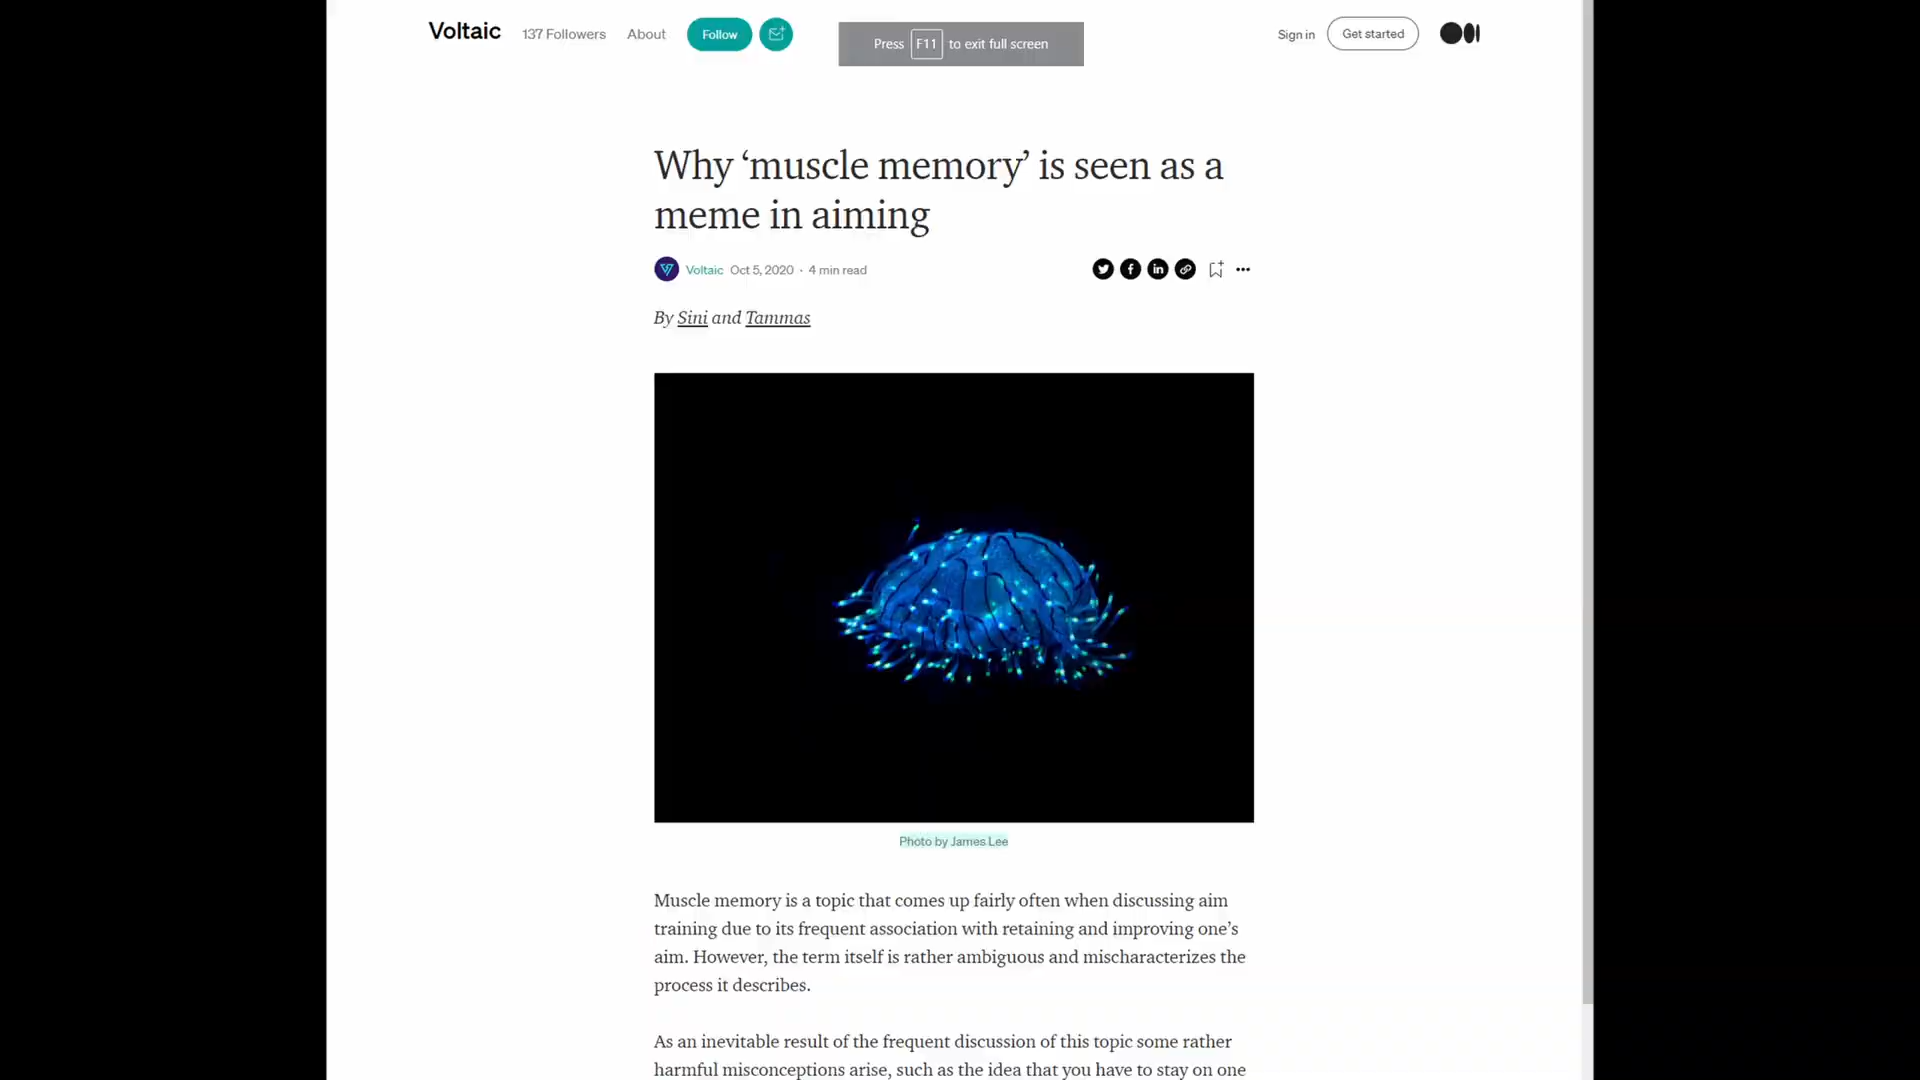 Voltaic 137 Followers About Follow
Press F11 to exit full screen
Sign in Get started
Why ‘muscle memory’ is seen as a
meme in aiming
Voltaic Oct 5, 2020 · 4 min read
By Sini and Tammas
Photo by James Lee
Muscle memory is a topic that comes up fairly often when discussing aim
training due to its frequent association with retaining and improving one’s
aim. However, the term itself is rather ambiguous and mischaracterizes the
process it describes.
As an inevitable result of the frequent discussion of this topic some rather
harmful misconceptions arise, such as the idea that you have to stay on one